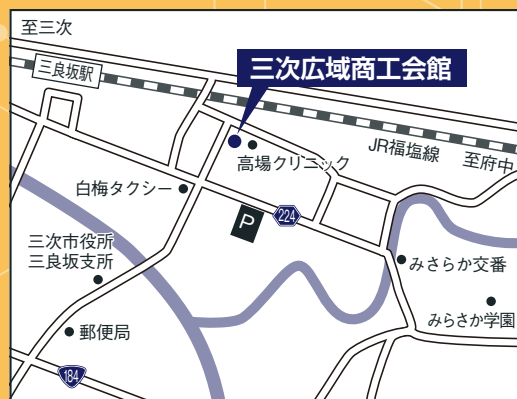 至三次
三良坂駅
三次広域商工会館
高場クリニック
JR福塩線
至府中
白梅タクシー
P
224
三次市役所
三良坂支所
みさらか交番
みらさか学園
郵便局
184